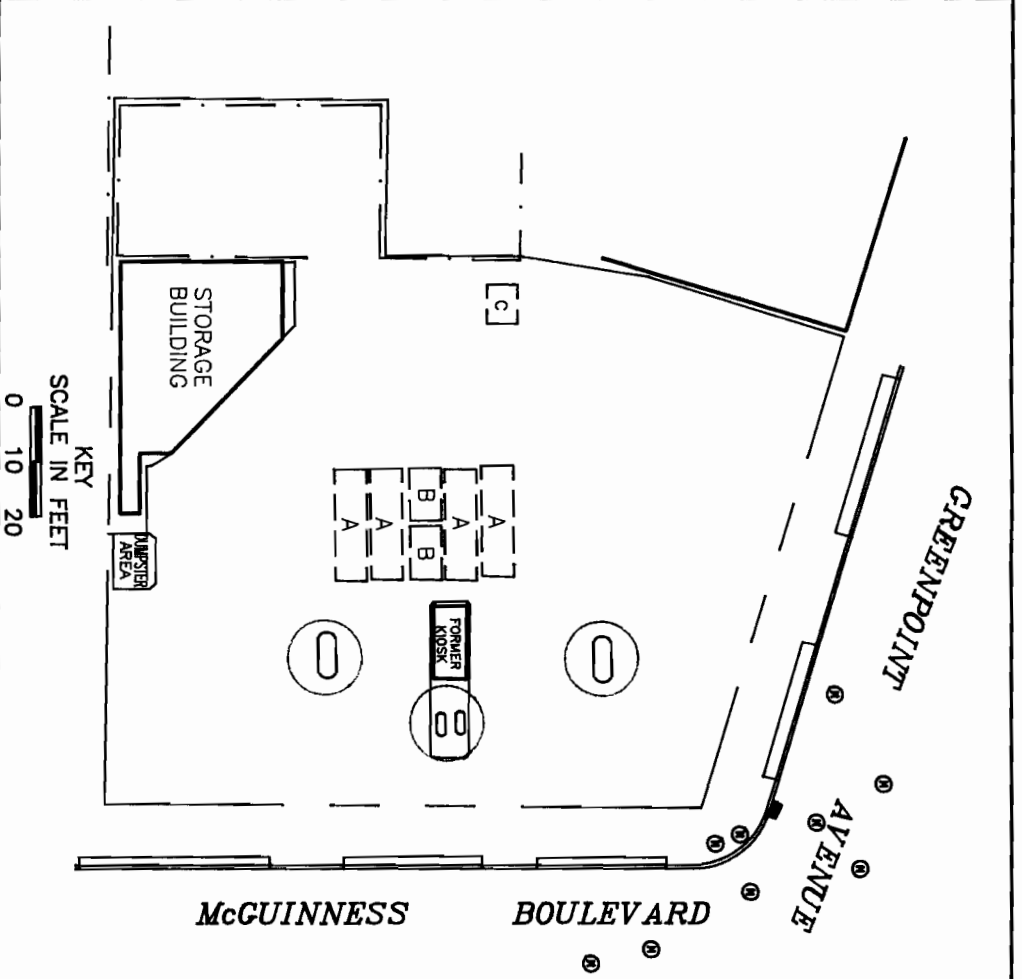 GREENPOINT
AVENUE
C
STORAGE
BUILDING
A
A
B
B
A
A
KEY
SCALE IN FEET
0 10 20
DUMPSTER
AREA
FORMER
KIOSK
McGUINNESS BOULEVARD